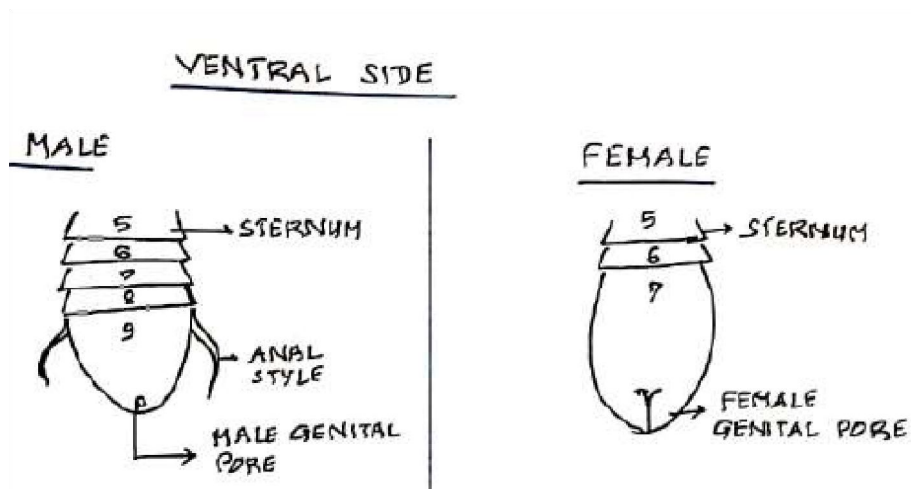 VENTRAL SIDE
MALE
5
STERNUM
6
7
8
9
ANAL
STYLE
MALE GENITAL
PORE
FEMALE
5
STERNUM
6
7
FEMALE
GENITAL PORE